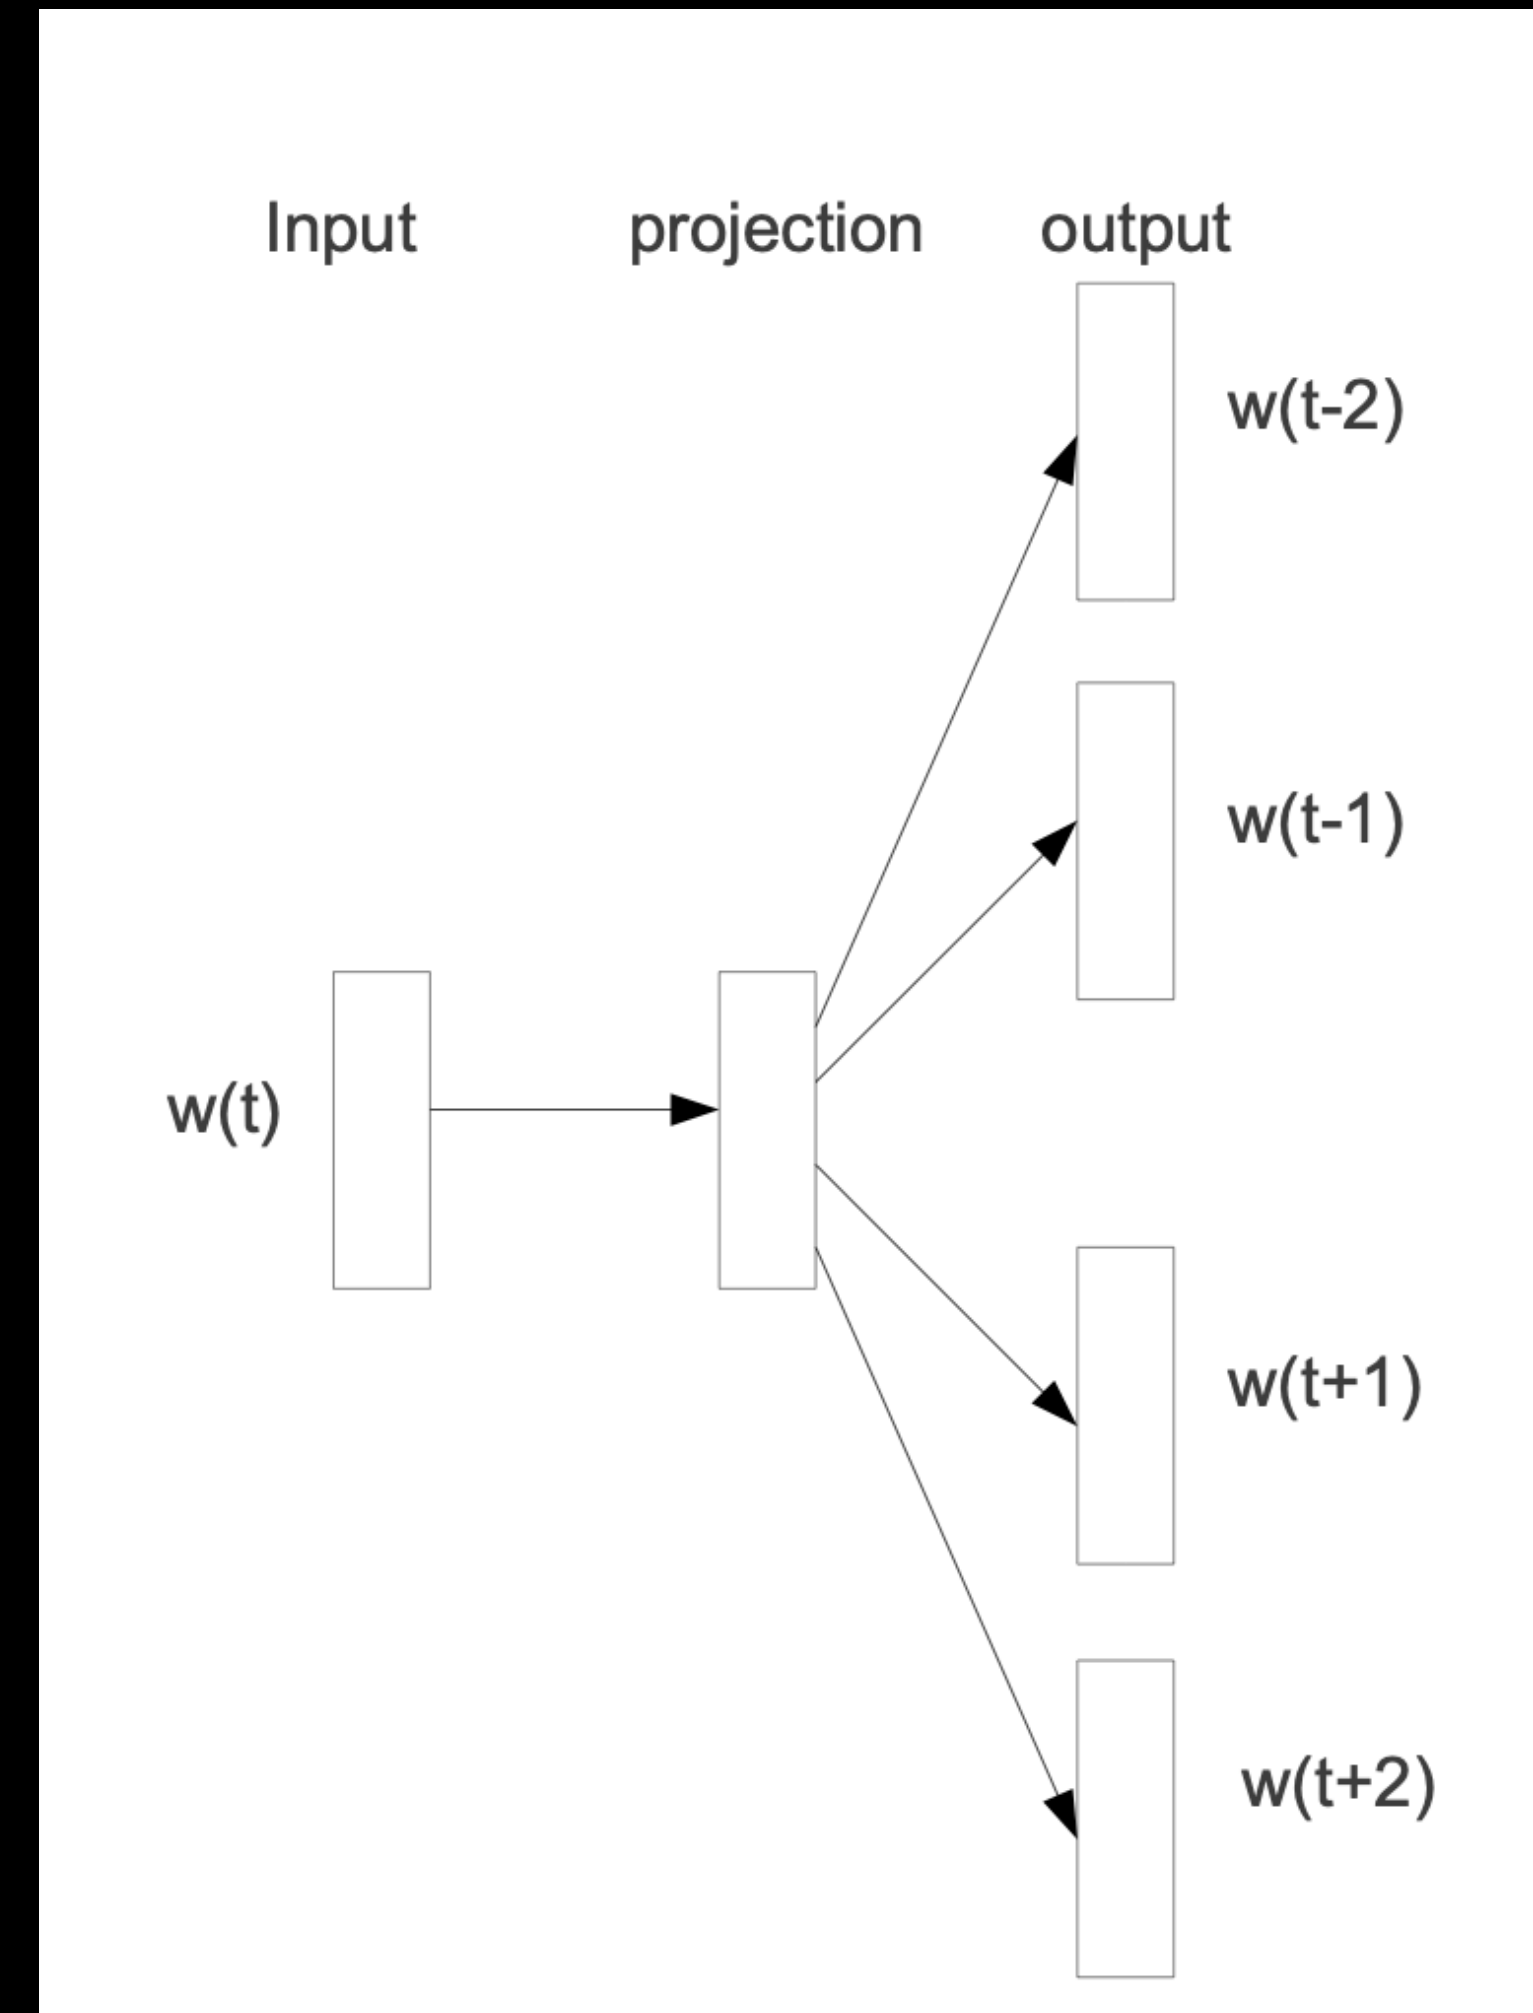 Input projection output
w(t-2)
w(t-1)
w(t)
w(t+1)
w(t+2)